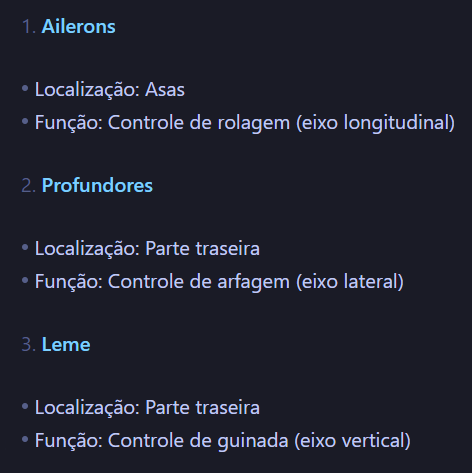 1. Ailerons
• Localização: Asas
• Função: Controle de rolagem (eixo longitudinal)
2. Profundores
• Localização: Parte traseira
• Função: Controle de arfagem (eixo lateral)
3. Leme
• Localização: Parte traseira
• Função: Controle de guinada (eixo vertical)